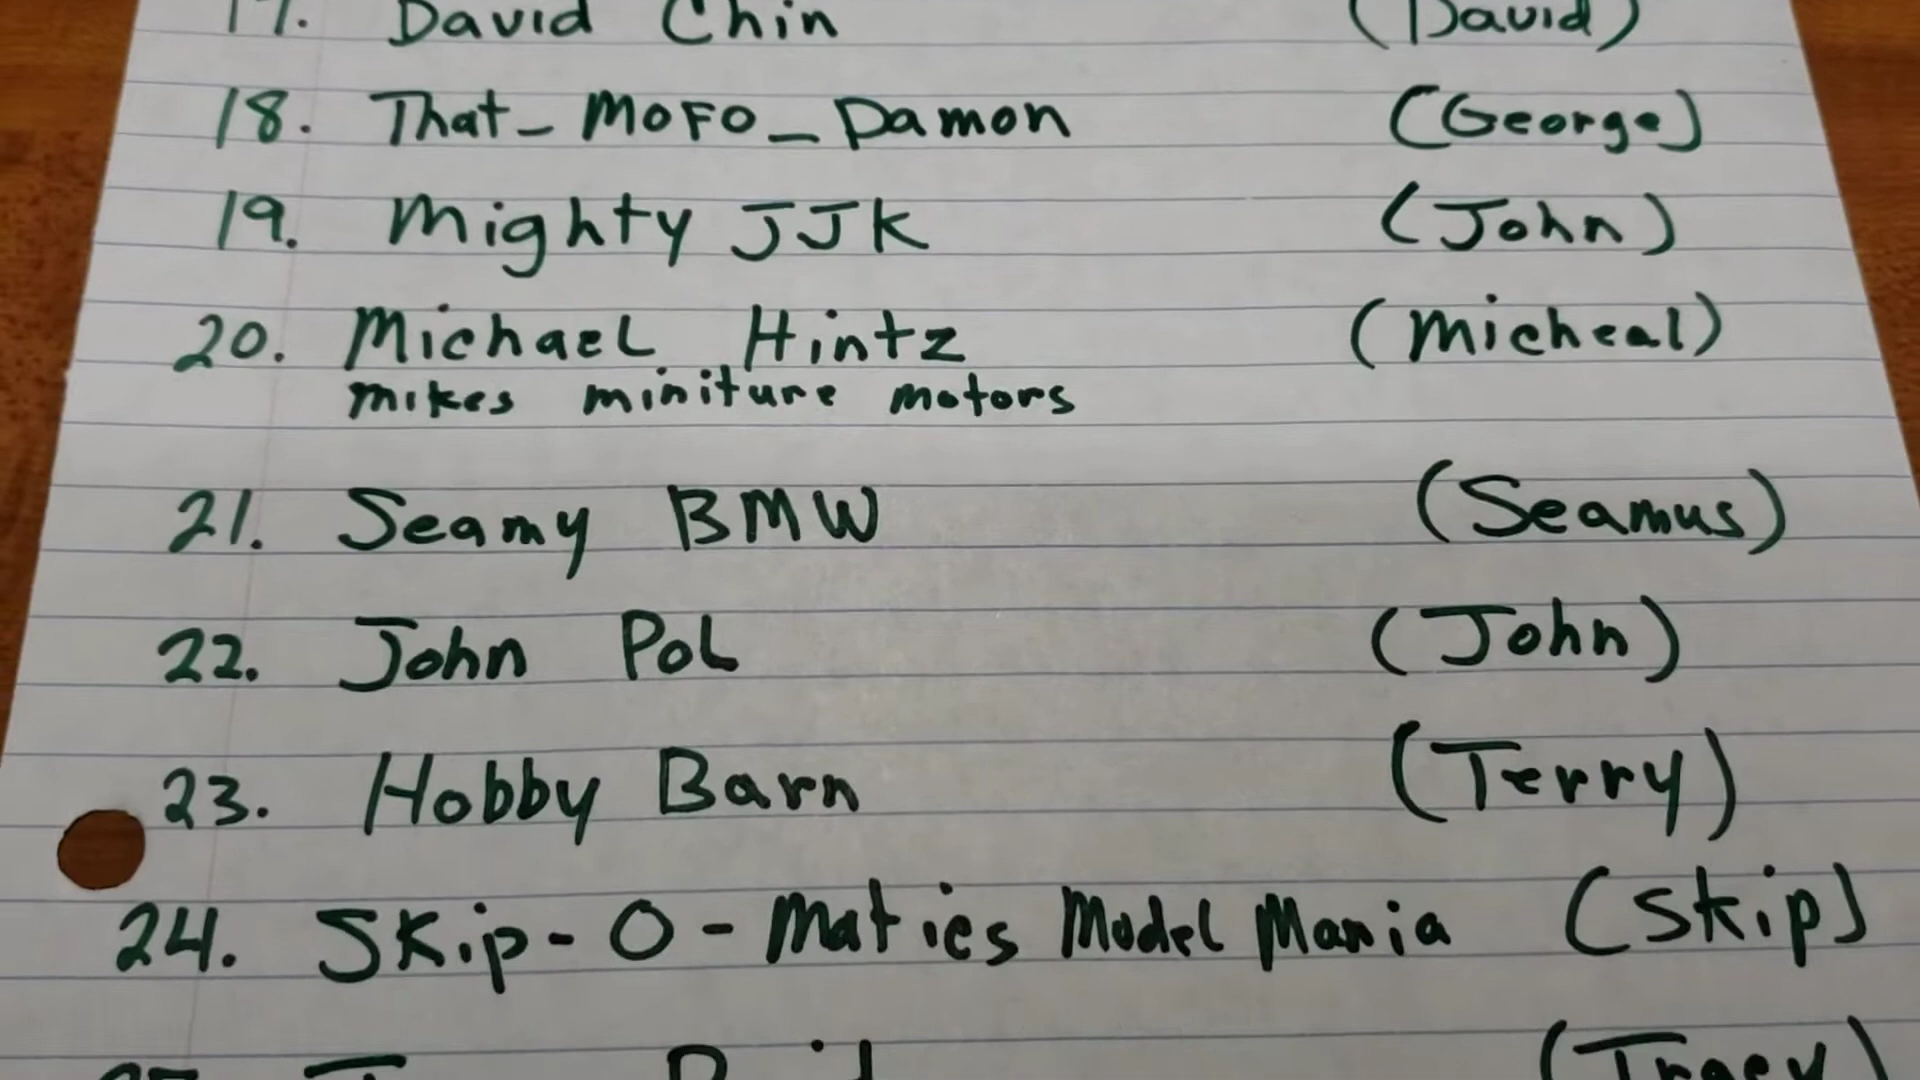 17. David Chin (David)
18. That_MOFO_Damon (George)
19. Mighty JJK (John)
20. Michael Hintz (Micheal)
mikes miniture motors
21. Seamy BMW (Seamus)
22. John Pol (John)
23. Hobby Barn (Terry)
24. Skip-O-Matics Model Mania (Skip)
(Tracy)